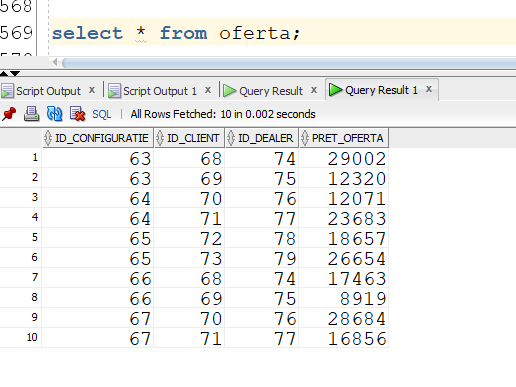 568
569 select * from oferta;
Script Output x Script Output 1 x Query Result x Query Result 1 x
SQL | All Rows Fetched: 10 in 0.002 seconds
ID_CONFIGURATIE ID_CLIENT ID_DEALER PRET_OFERTA
1 63 68 74 29002
2 63 69 75 12320
3 64 70 76 12071
4 64 71 77 23683
5 65 72 78 18657
6 65 73 79 26654
7 66 68 74 17463
8 66 69 75 8919
9 67 70 76 28684
10 67 71 77 16856